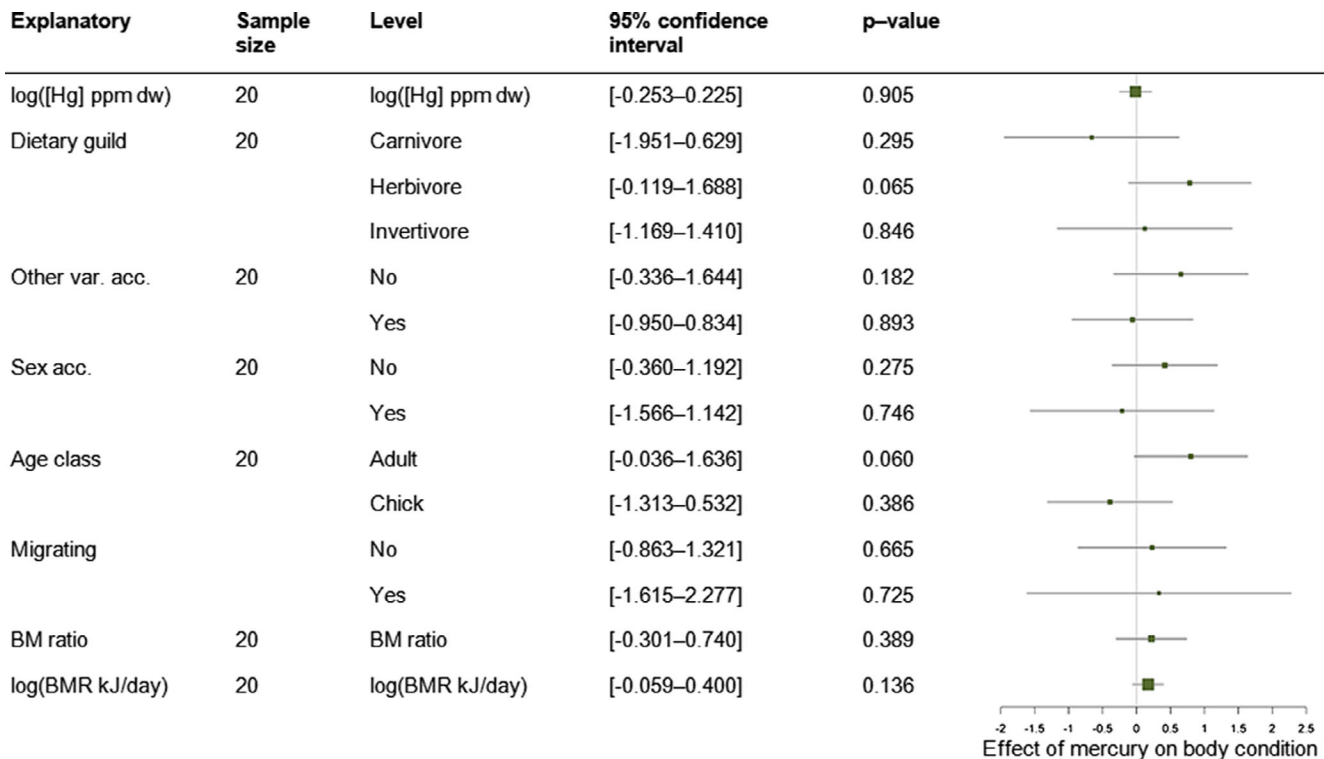 Explanatory Sample size Level 95% confidence interval p–value
log([Hg] ppm dw) 20 log([Hg] ppm dw) [-0.253–0.225] 0.905
Dietary guild 20 Carnivore [-1.951–0.629] 0.295
Herbivore [-0.119–1.688] 0.065
Invertivore [-1.169–1.410] 0.846
Other var. acc. 20 No [-0.336–1.644] 0.182
Yes [-0.950–0.834] 0.893
Sex acc. 20 No [-0.360–1.192] 0.275
Yes [-1.566–1.142] 0.746
Age class 20 Adult [-0.036–1.636] 0.060
Chick [-1.313–0.532] 0.386
Migrating 20 No [-0.863–1.321] 0.665
Yes [-1.615–2.277] 0.725
BM ratio 20 BM ratio [-0.301–0.740] 0.389
log(BMR kJ/day) 20 log(BMR kJ/day) [-0.059–0.400] 0.136
-2 -1.5 -1 -0.5 0 0.5 1 1.5 2 2.5
Effect of mercury on body condition